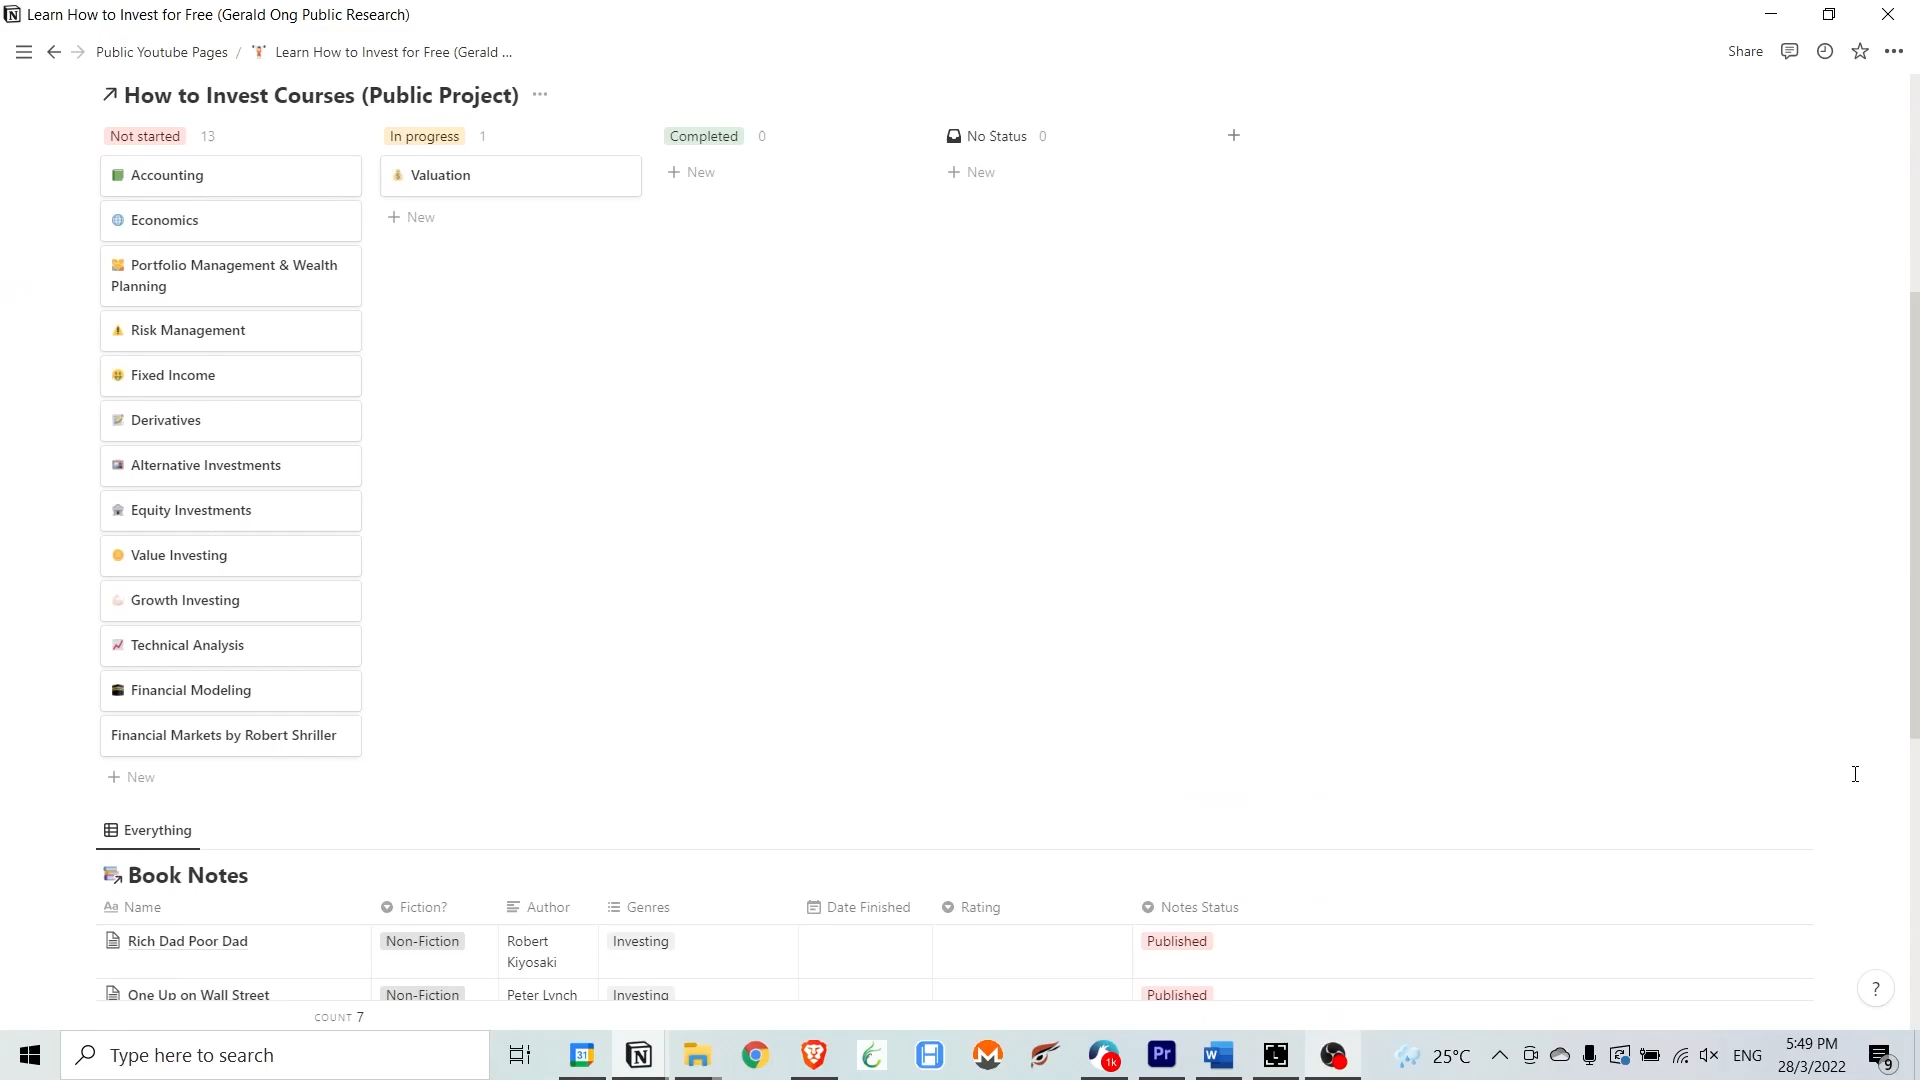 Learn How to Invest for Free (Gerald Ong Public Research)
Public Youtube Pages / Learn How to Invest for Free (Gerald ...
Share
How to Invest Courses (Public Project)
Not started 13
In progress 1
Completed 0
No Status 0
Accounting
Valuation
New
New
Economics
New
Portfolio Management & Wealth
Planning
Risk Management
Fixed Income
Derivatives
Alternative Investments
Equity Investments
Value Investing
Growth Investing
Technical Analysis
Financial Modeling
Financial Markets by Robert Shriller
New
Everything
Book Notes
Aa Name
Fiction?
Author
Genres
Date Finished
Rating
Notes Status
Rich Dad Poor Dad
Non-Fiction
Robert
Kiyosaki
Investing
Published
One Up on Wall Street
Non-Fiction
Peter Lynch
Investing
Published
COUNT 7
?
Type here to search
31
1k
Pr
W
25°C
ENG
5:49 PM
28/3/2022
9